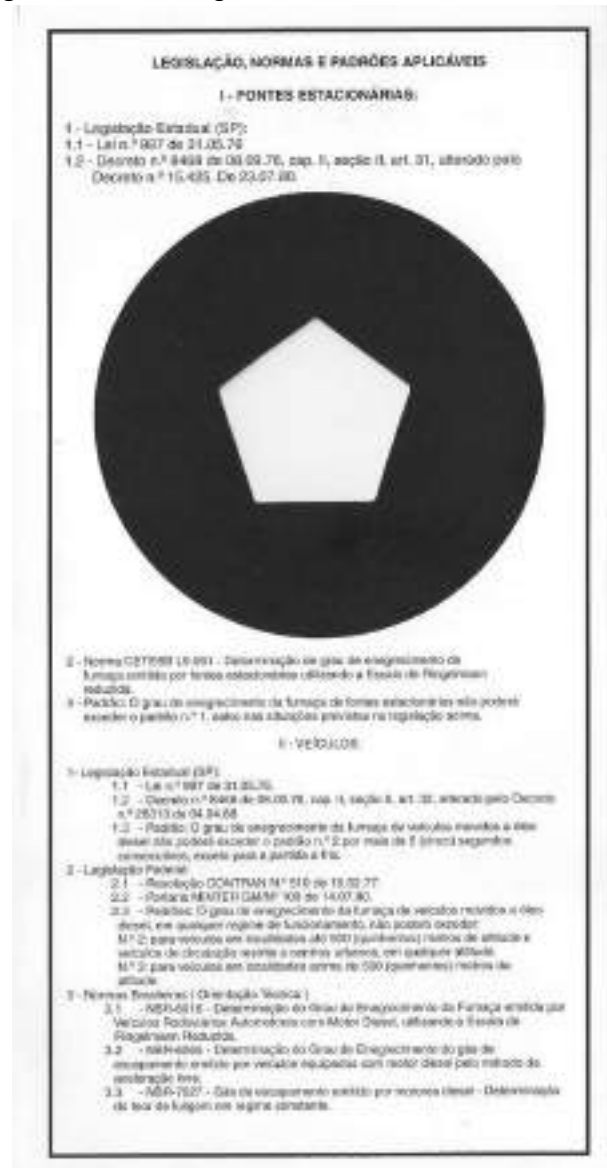 LEGISLAÇÃO, NORMAS E PADRÕES APLICÁVEIS
I - FONTES ESTACIONÁRIAS:
1 - Legislação Estadual (SP):
1.1 - Lei n.º 997 de 31.05.76
1.2 - Decreto n.º 8468 de 08.09.76, cap. II, seção II, art. 31, alterado pelo
Decreto n.º 15.425, De 23.07.80.
2 - Norma CETESB - Determinação de grau de enegrecimento de
fumaça emitida por fontes estacionárias utilizando a Escala de Ringelmann
reduzida.
3 - Padrão: O grau de enegrecimento da fumaça de fontes estacionárias não poderá
exceder o padrão n.º 1, salvo nas situações previstas na legislação acima.
II - VEÍCULOS:
1- Legislação Estadual (SP):
1.1 - Lei n.º 997 de 31.05.76.
1.2 - Decreto n.º 8468 de 08.09.76, cap. II, seção II, art. 32, alterado pelo Decreto
n.º 28313 de 04.04.88
1.3 - Padrão: O grau de enegrecimento da fumaça de veículos movidos a óleo
diesel não poderá exceder o padrão n.º 2 por mais de 5 (cinco) segundos
consecutivos, exceto para a partida a frio.
2 - Legislação Federal:
2.1 - Resolução CONTRAN N.º 510 de 15.02.77.
2.2 - Portaria MINTER GM/Nº 100 de 14.07.80.
2.3 - Padrões: O grau de enegrecimento da fumaça de veículos movidos a óleo
diesel, em qualquer regime de funcionamento, não poderá exceder:
N.º 2: para veículos em localidades até 500 (quinhentos) metros de altitude e
veículos de circulação restrita a centros urbanos, em qualquer altitude.
N.º para veículos em localidades acima de 500 (quinhentos) metros de
altitude.
3 - Normas Brasileiras ( Orientação Técnica )
3.1 - NBR-6016 - Determinação do Grau de Enegrecimento da Fumaça emitida por
Veículos Rodoviários Automotores com Motor Diesel, utilizando a Escala de
Ringelmann Reduzida.
3.2 - Determinação do Grau de Enegrecimento do gás de
escapamento emitido por veículos equipados com motor diesel pelo método de
aceleração livre.
3.3 - NBR-7027 - Gás de escapamento emitido por motores diesel - Determinação
do teor de fuligem em regime constante.